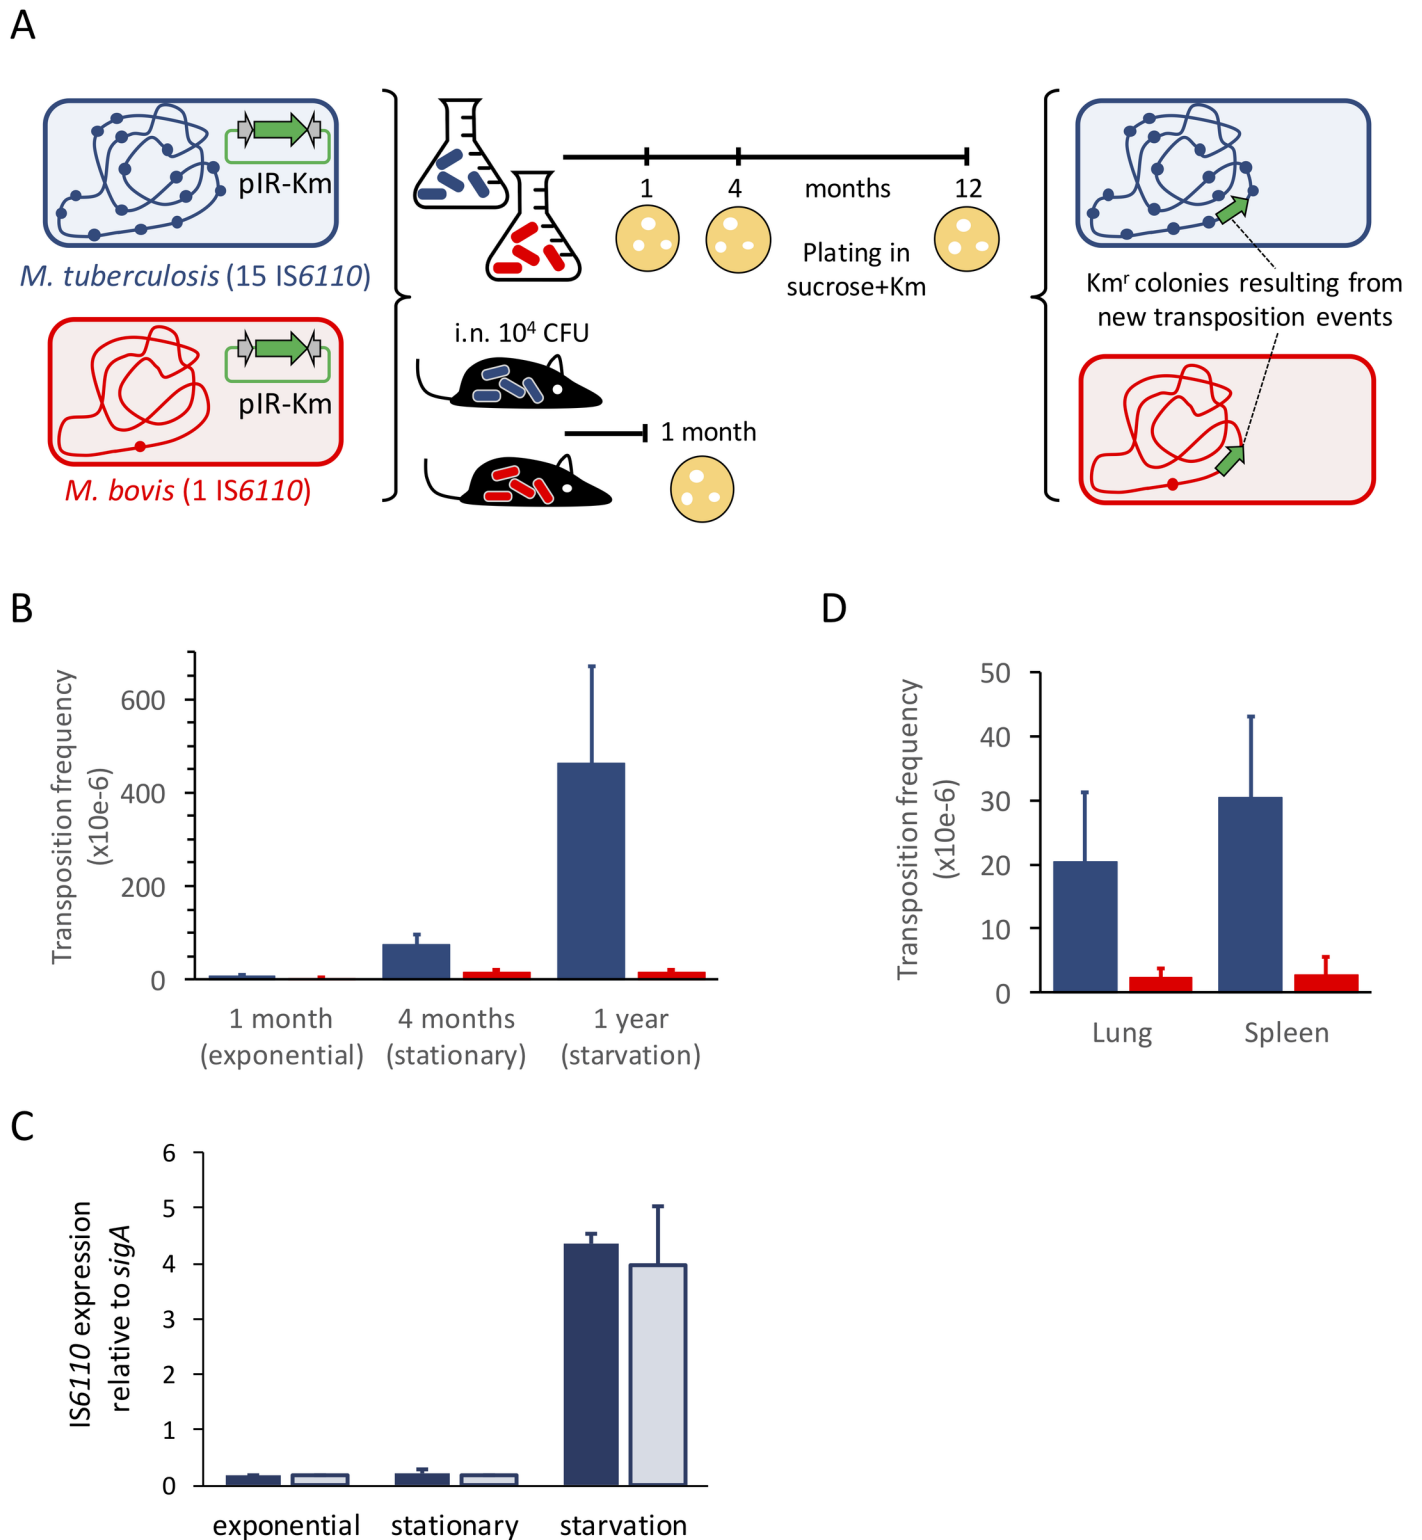 A
pIR-Km
M. tuberculosis (15 IS6110)
pIR-Km
M. bovis (1 IS6110)
1 4 months 12
Plating in
sucrose+Km
i.n. 10⁴ CFU
1 month
Kmʳ colonies resulting from
new transposition events
B
Transposition frequency
(x10e-6)
600
400
200
0
1 month
(exponential)
4 months
(stationary)
1 year
(starvation)
D
Transposition frequency
(x10e-6)
50
40
30
20
10
0
Lung
Spleen
C
IS6110 expression
relative to sigA
6
5
4
3
2
1
0
exponential
stationary
starvation